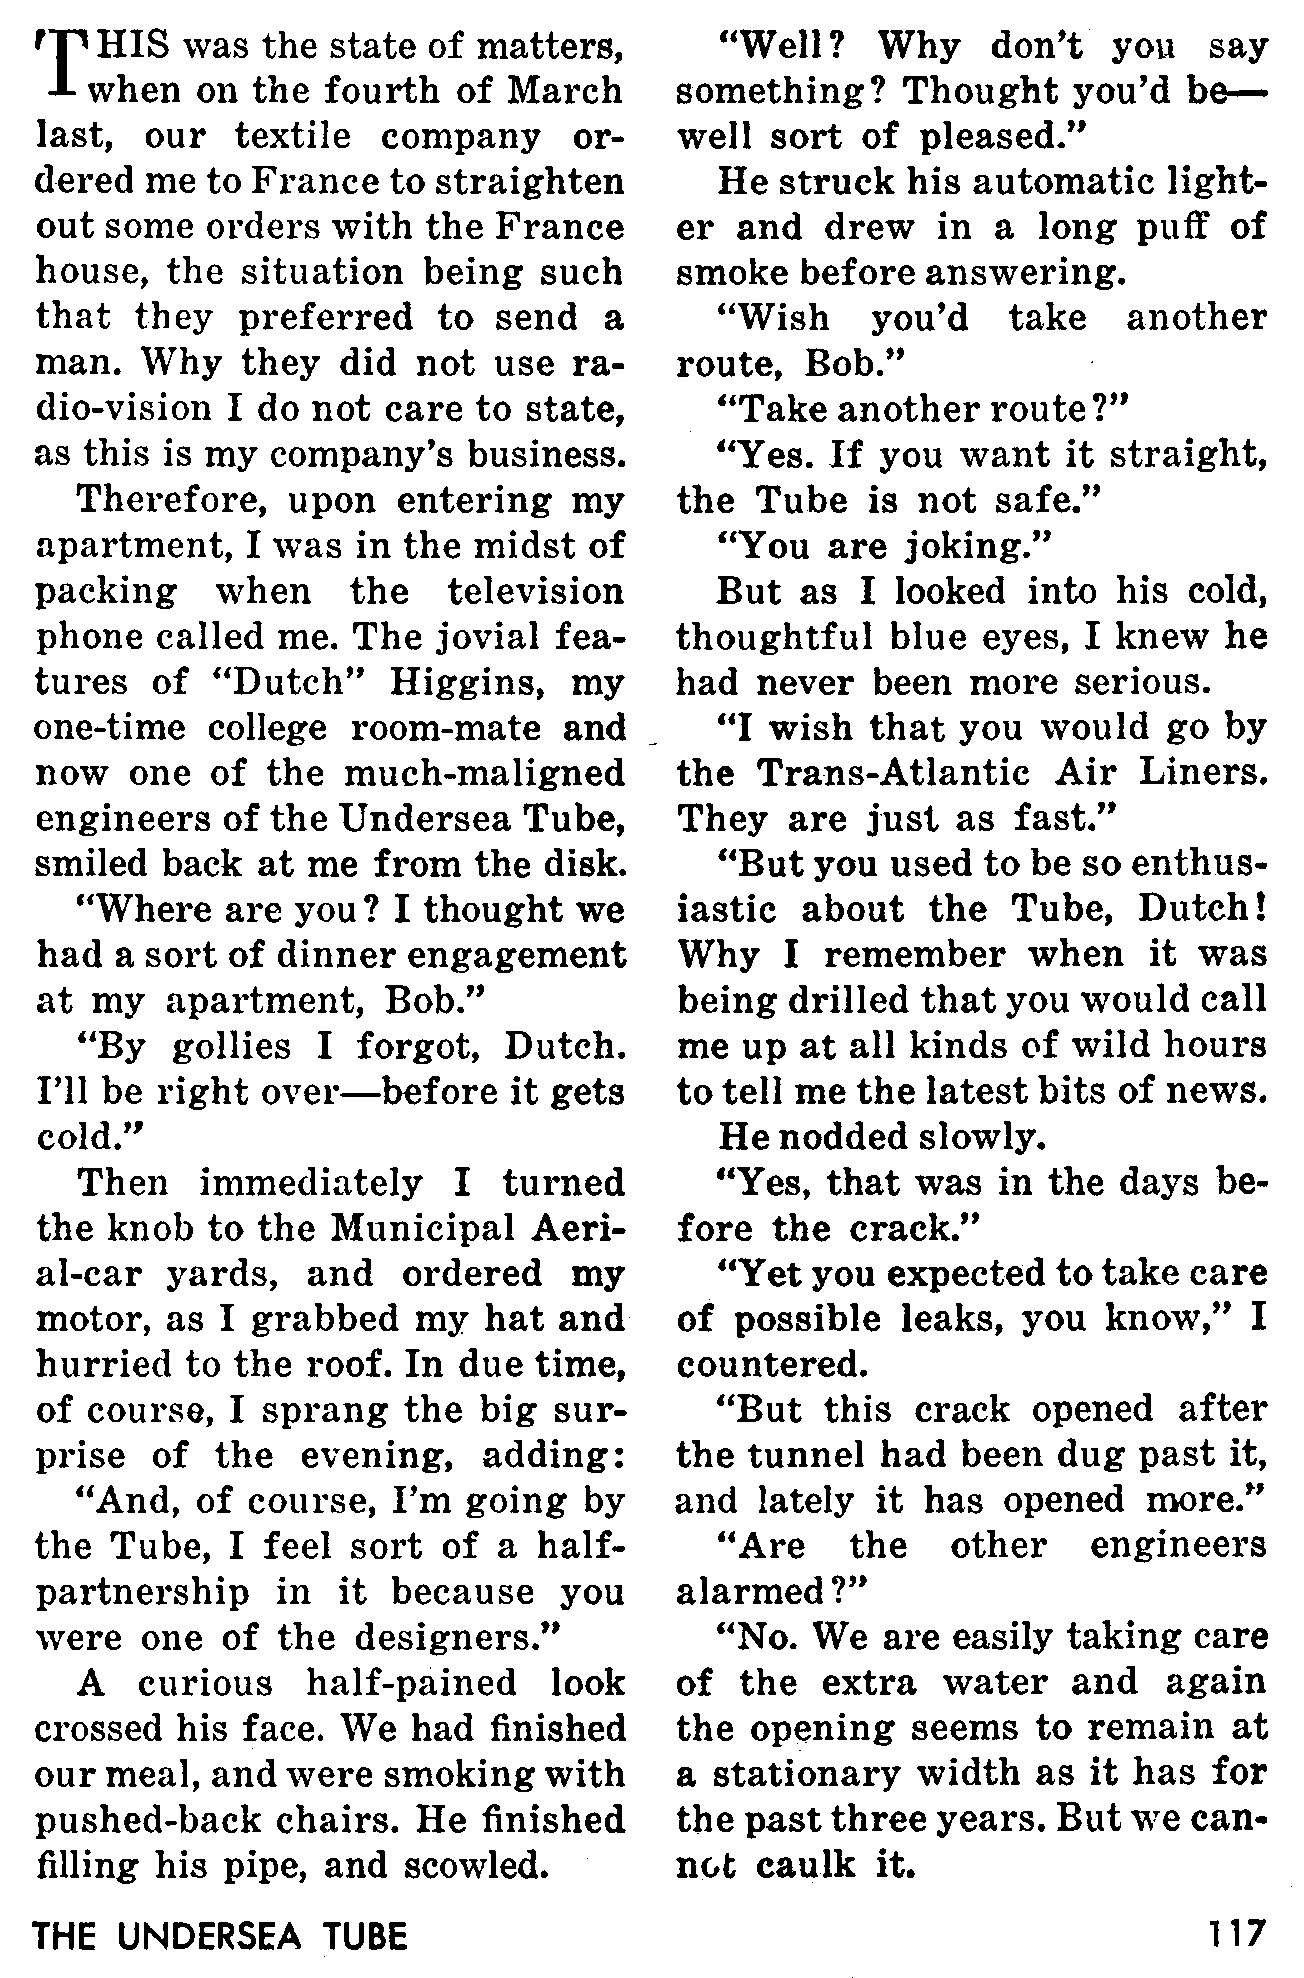 THIS was the state of matters,
when on the fourth of March
last, our textile company or-
dered me to France to straighten
out some orders with the France
house, the situation being such
that they preferred to send a
man. Why they did not use ra-
dio-vision I do not care to state,
as this is my company's business.
Therefore, upon entering my
apartment, I was in the midst of
packing when the television
phone called me. The jovial fea-
tures of "Dutch" Higgins, my
one-time college room-mate and
now one of the much-maligned
engineers of the Undersea Tube,
smiled back at me from the disk.
"Where are you? I thought we
had a sort of dinner engagement
at my apartment, Bob."
"By gollies I forgot, Dutch.
I'll be right over—before it gets
cold."
Then immediately I turned
the knob to the Municipal Aeri-
al-car yards, and ordered my
motor, as I grabbed my hat and
hurried to the roof. In due time,
of course, I sprang the big sur-
prise of the evening, adding:
"And, of course, I'm going by
the Tube, I feel sort of a half-
partnership in it because you
were one of the designers."
A curious half-pained look
crossed his face. We had finished
our meal, and were smoking with
pushed-back chairs. He finished
filling his pipe, and scowled.
"Well? Why don't you say
something? Thought you'd be—
well sort of pleased."
He struck his automatic light-
er and drew in a long puff of
smoke before answering.
"Wish you'd take another
route, Bob."
"Take another route?"
"Yes. If you want it straight,
the Tube is not safe."
"You are joking."
But as I looked into his cold,
thoughtful blue eyes, I knew he
had never been more serious.
"I wish that you would go by
the Trans-Atlantic Air Liners.
They are just as fast."
"But you used to be so enthus-
iastic about the Tube, Dutch!
Why I remember when it was
being drilled that you would call
me up at all kinds of wild hours
to tell me the latest bits of news.
He nodded slowly.
"Yes, that was in the days be-
fore the crack."
"Yet you expected to take care
of possible leaks, you know," I
countered.
"But this crack opened after
the tunnel had been dug past it,
and lately it has opened more."
"Are the other engineers
alarmed?"
"No. We are easily taking care
of the extra water and again
the opening seems to remain at
a stationary width as it has for
the past three years. But we can-
not caulk it.
THE UNDERSEA TUBE
117